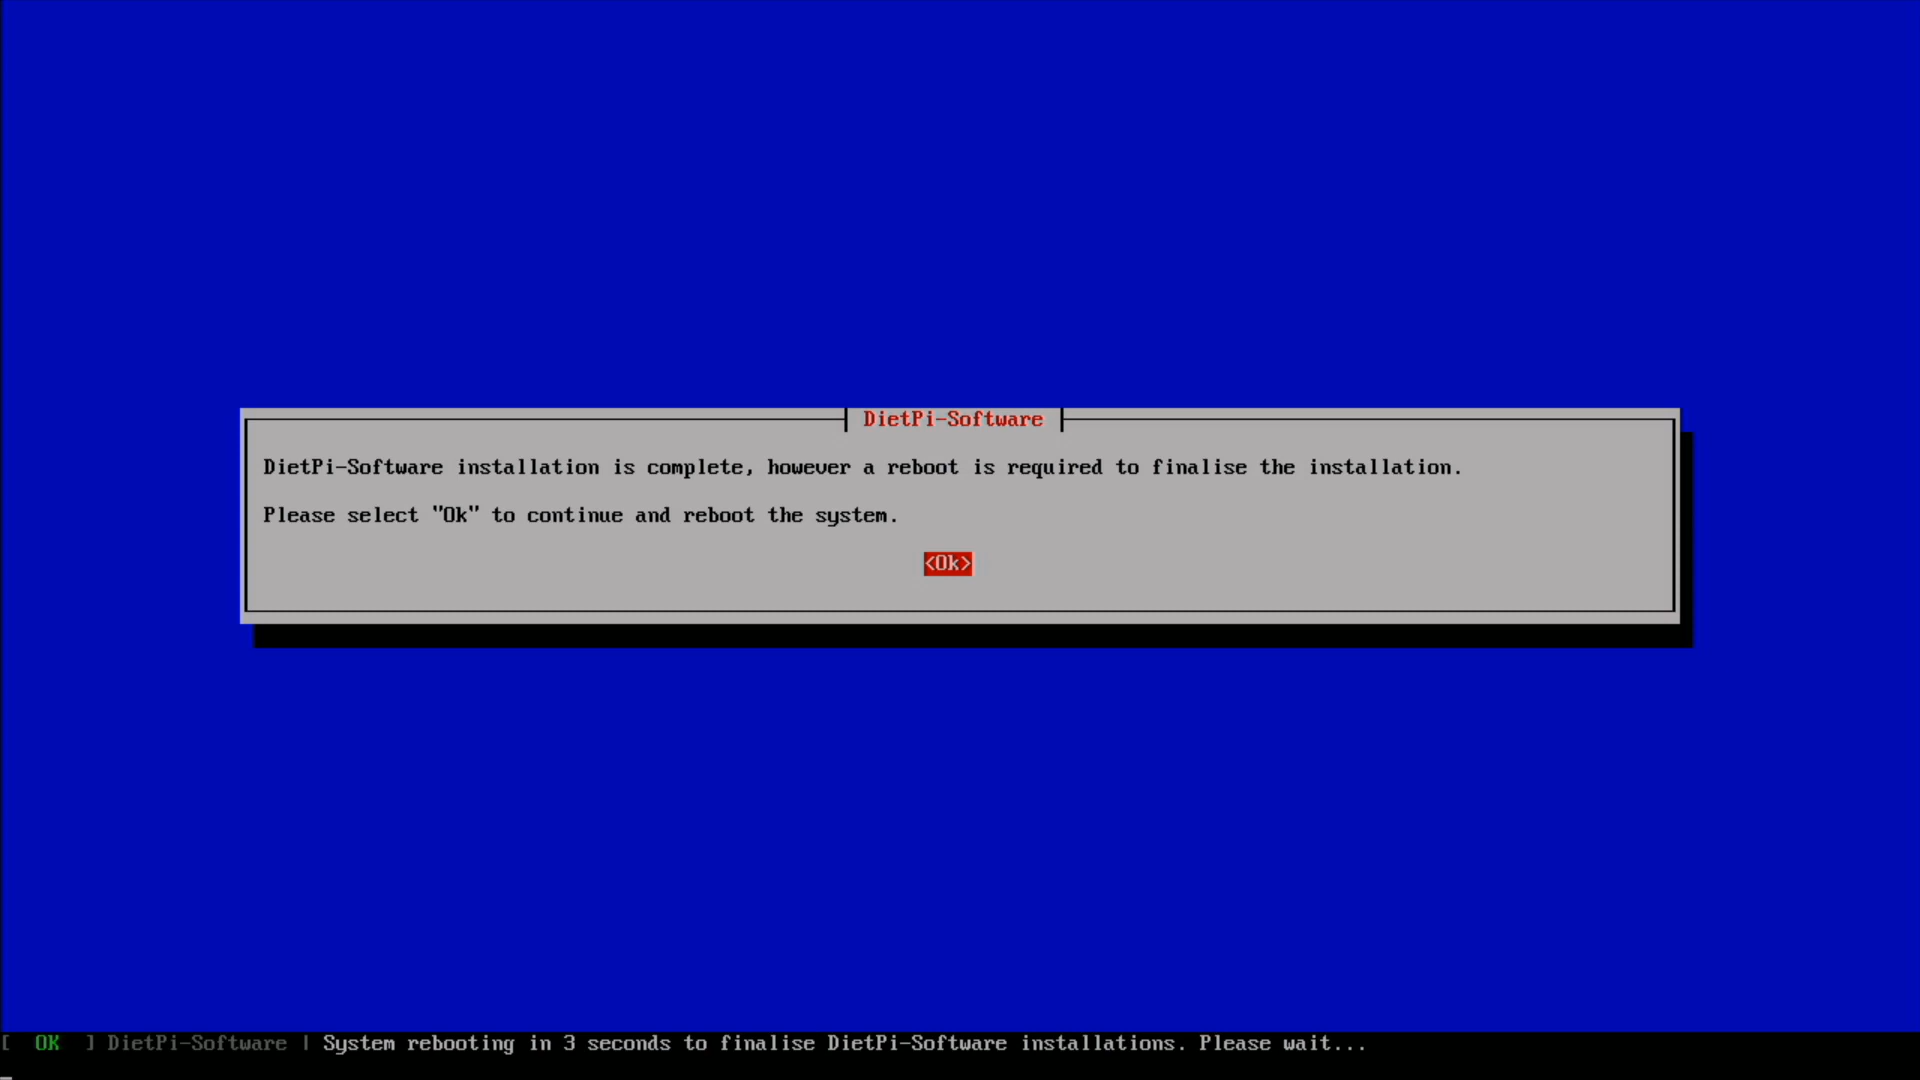 DietPi-Software
DietPi-Software installation is complete, however a reboot is required to finalise the installation.
Please select "Ok" to continue and reboot the system.
<Ok>
[  OK  ] DietPi-Software | System rebooting in 3 seconds to finalise DietPi-Software installations. Please wait...